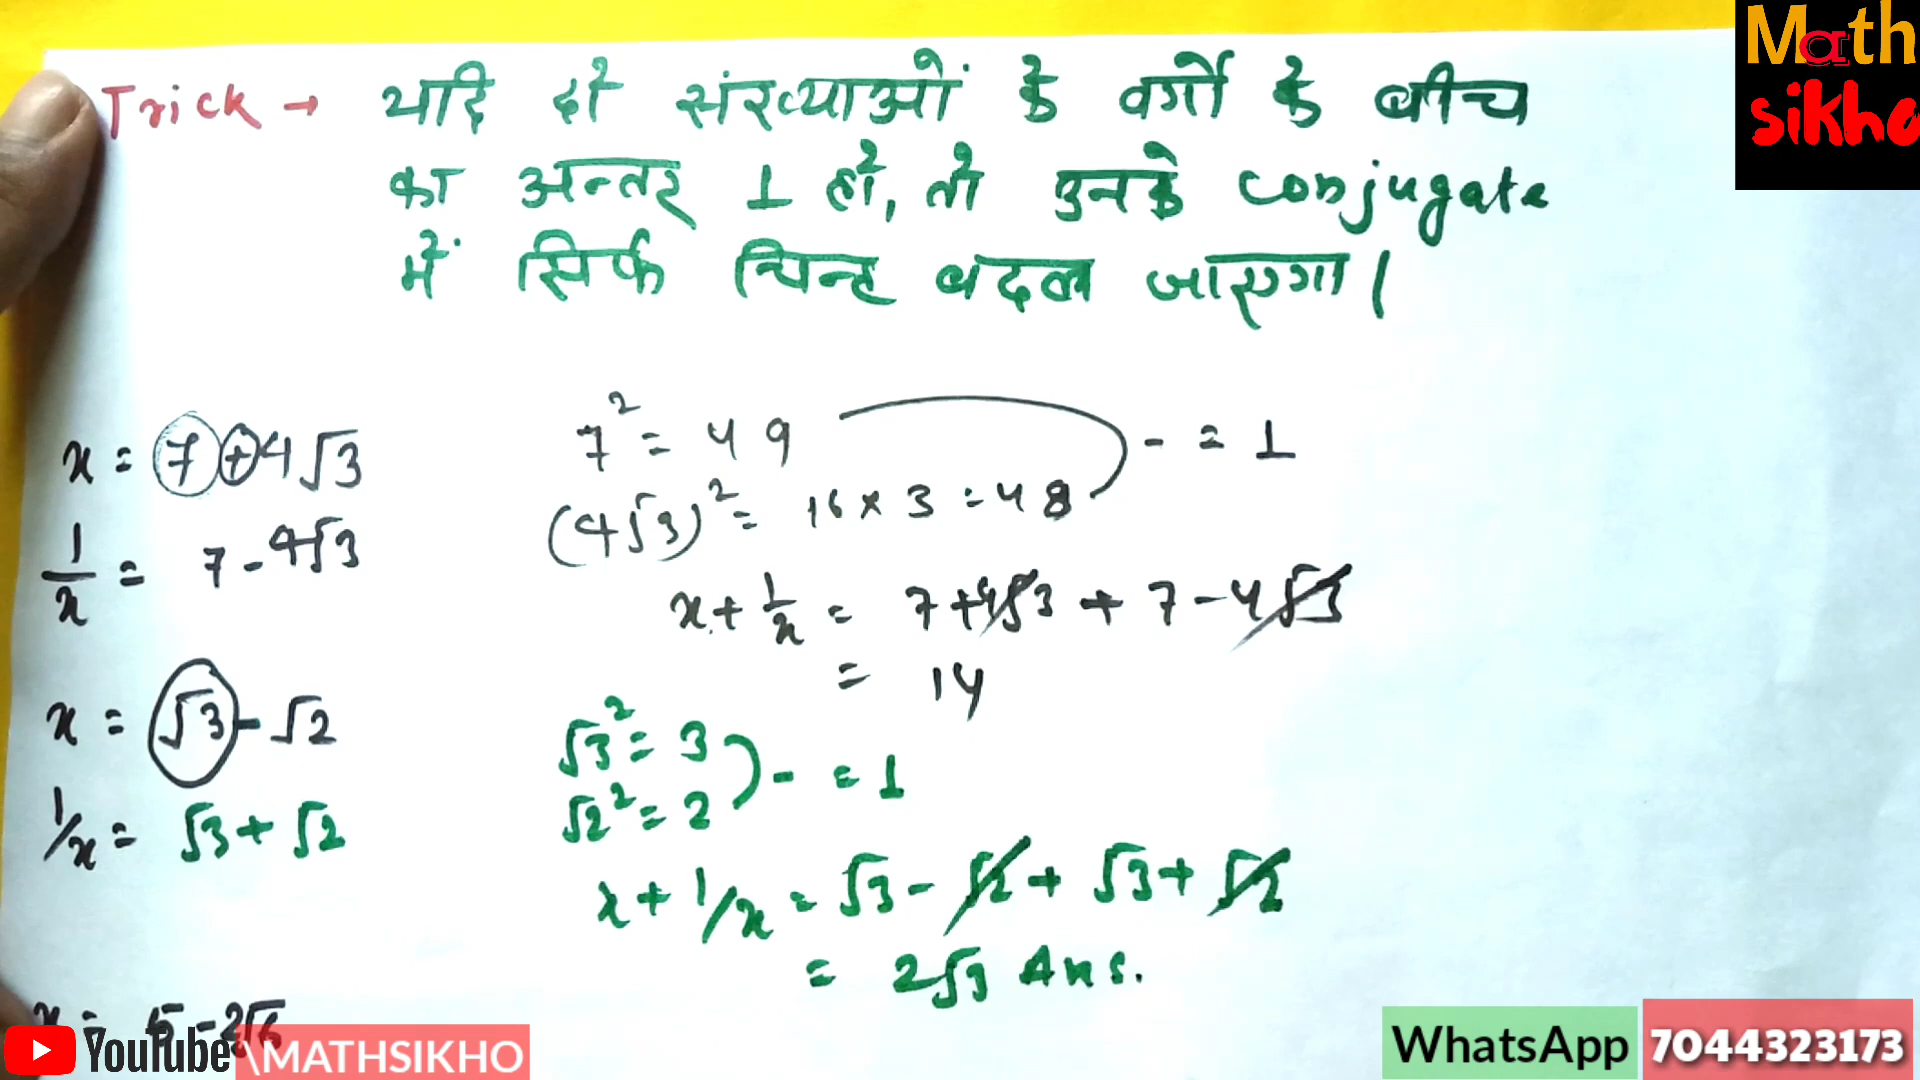 Math
sikho
Trick → यदि दो संख्याओं के वर्गो के बीच
का अन्तर 1 हो, तो उनके conjugate
में सिर्फ चिन्ह बदल जाएगा।
x = 7 + 4√3
7² = 49 - = 1
(4√3)² = 16 × 3 = 48
1/x = 7 - 4√3
x + 1/x = 7 + 4√3 + 7 - 4√3
= 14
x = √3 - √2
√3² = 3 - = 1
√2² = 2
1/x = √3 + √2
x + 1/x = √3 - √2 + √3 + √2
= 2√3 Ans.
x = 5 - 2√6
YouTube \MATHSIKHO
WhatsApp 7044323173